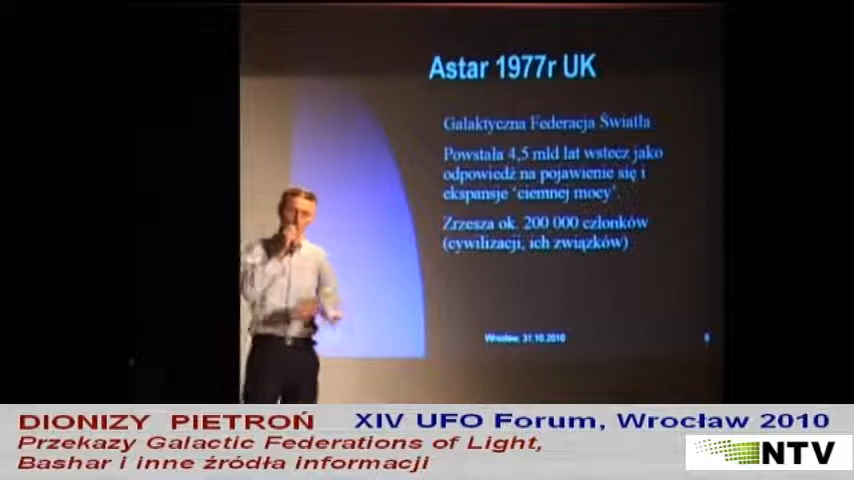 Astar 1977r UK
Galaktyczna Federacja Światła
Powstała 4,5 mld lat wstecz jako
odpowiedź na pojawienie się i
ekspansje 'ciemnej mocy'.
Zrzesza ok. 200 000 członków
(cywilizacji, ich związków)
Wrocław, 31.10.2010
DIONIZY PIETROŃ
XIV UFO Forum, Wrocław 2010
Przekazy Galactic Federations of Light,
Bashar i inne źródła informacji
NTV